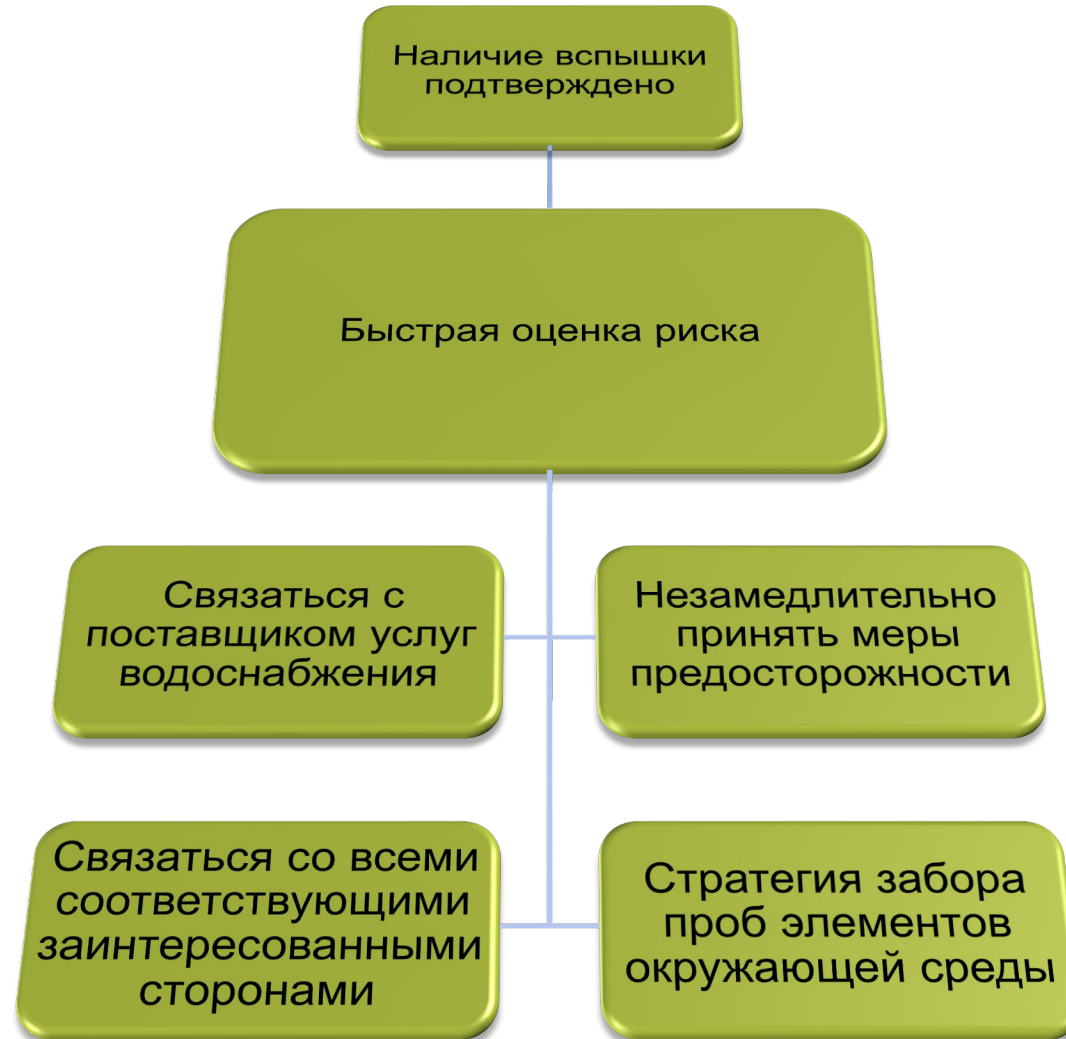 Наличие вспышки
подтверждено
Быстрая оценка риска
Связаться с
поставщиком услуг
водоснабжения
Незамедлительно
принять меры
предосторожности
Связаться со всеми
соответствующими
заинтересованными
сторонами
Стратегия забора
проб элементов
окружающей среды